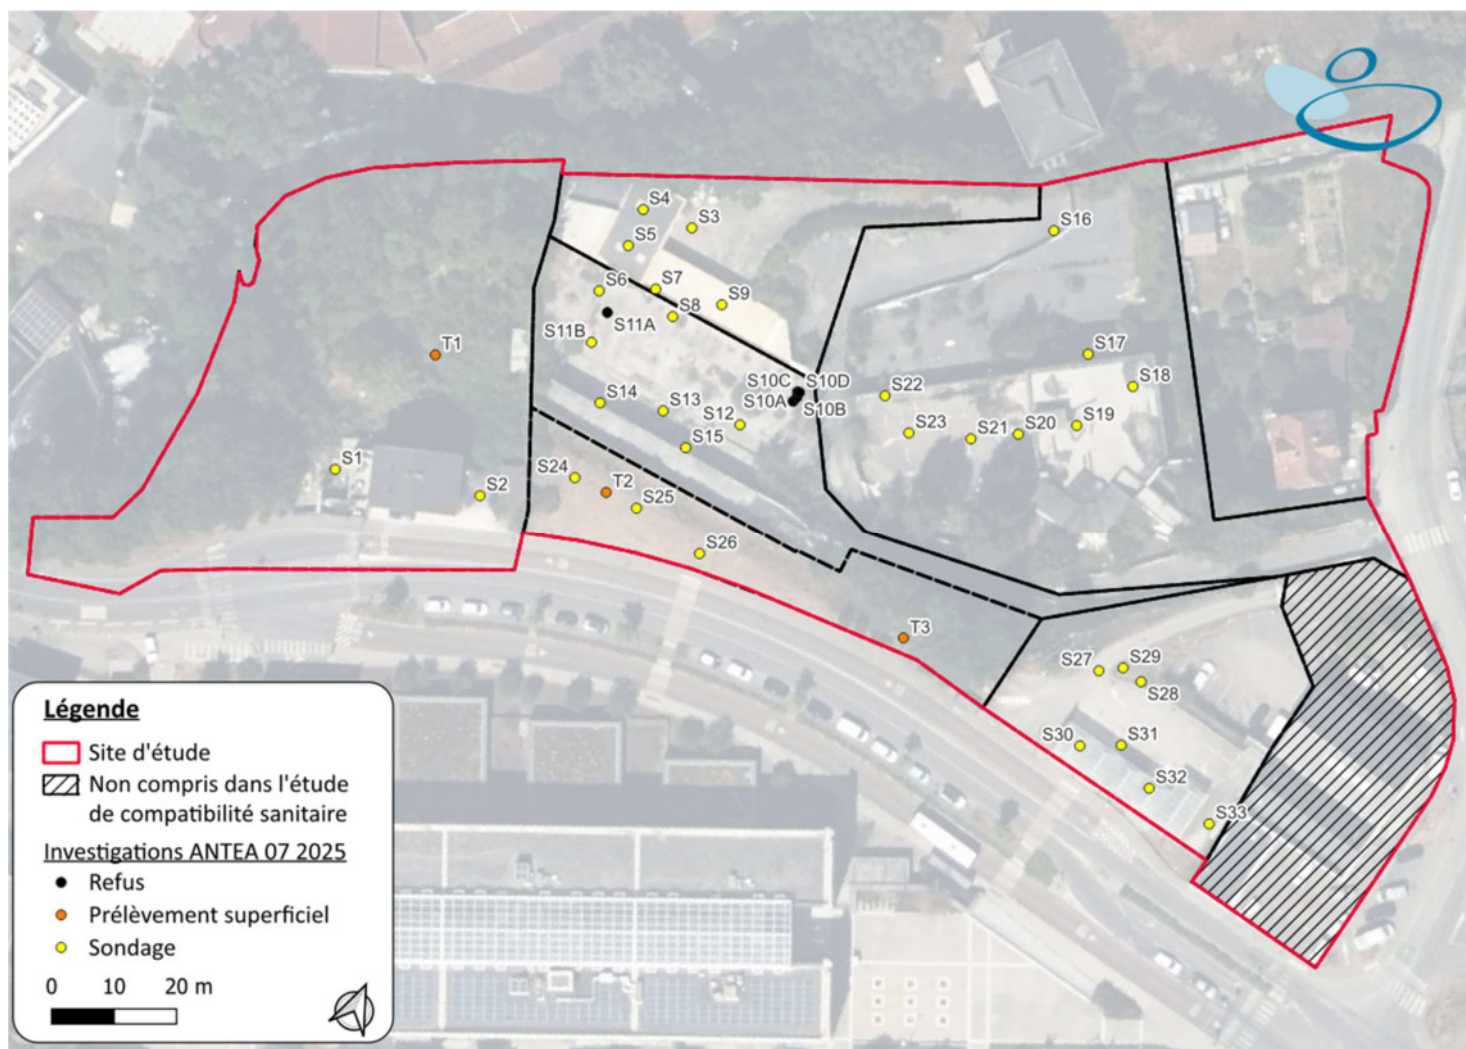 S4
S3
S5
S16
S6
S7
S9
S8
S11A
S11B
T1
S17
S10C
S10D
S18
S22
S10A
S10B
S14
S13
S12
S19
S23
S21
S20
S15
S1
S24
T2
S2
S25
S26
T3
S27
S29
S28
S30
S31
S32
S33
Légende
Site d'étude
Non compris dans l'étude
de compatibilité sanitaire
Investigations ANTEA 07 2025
Refus
Prélèvement superficiel
Sondage
0 10 20 m